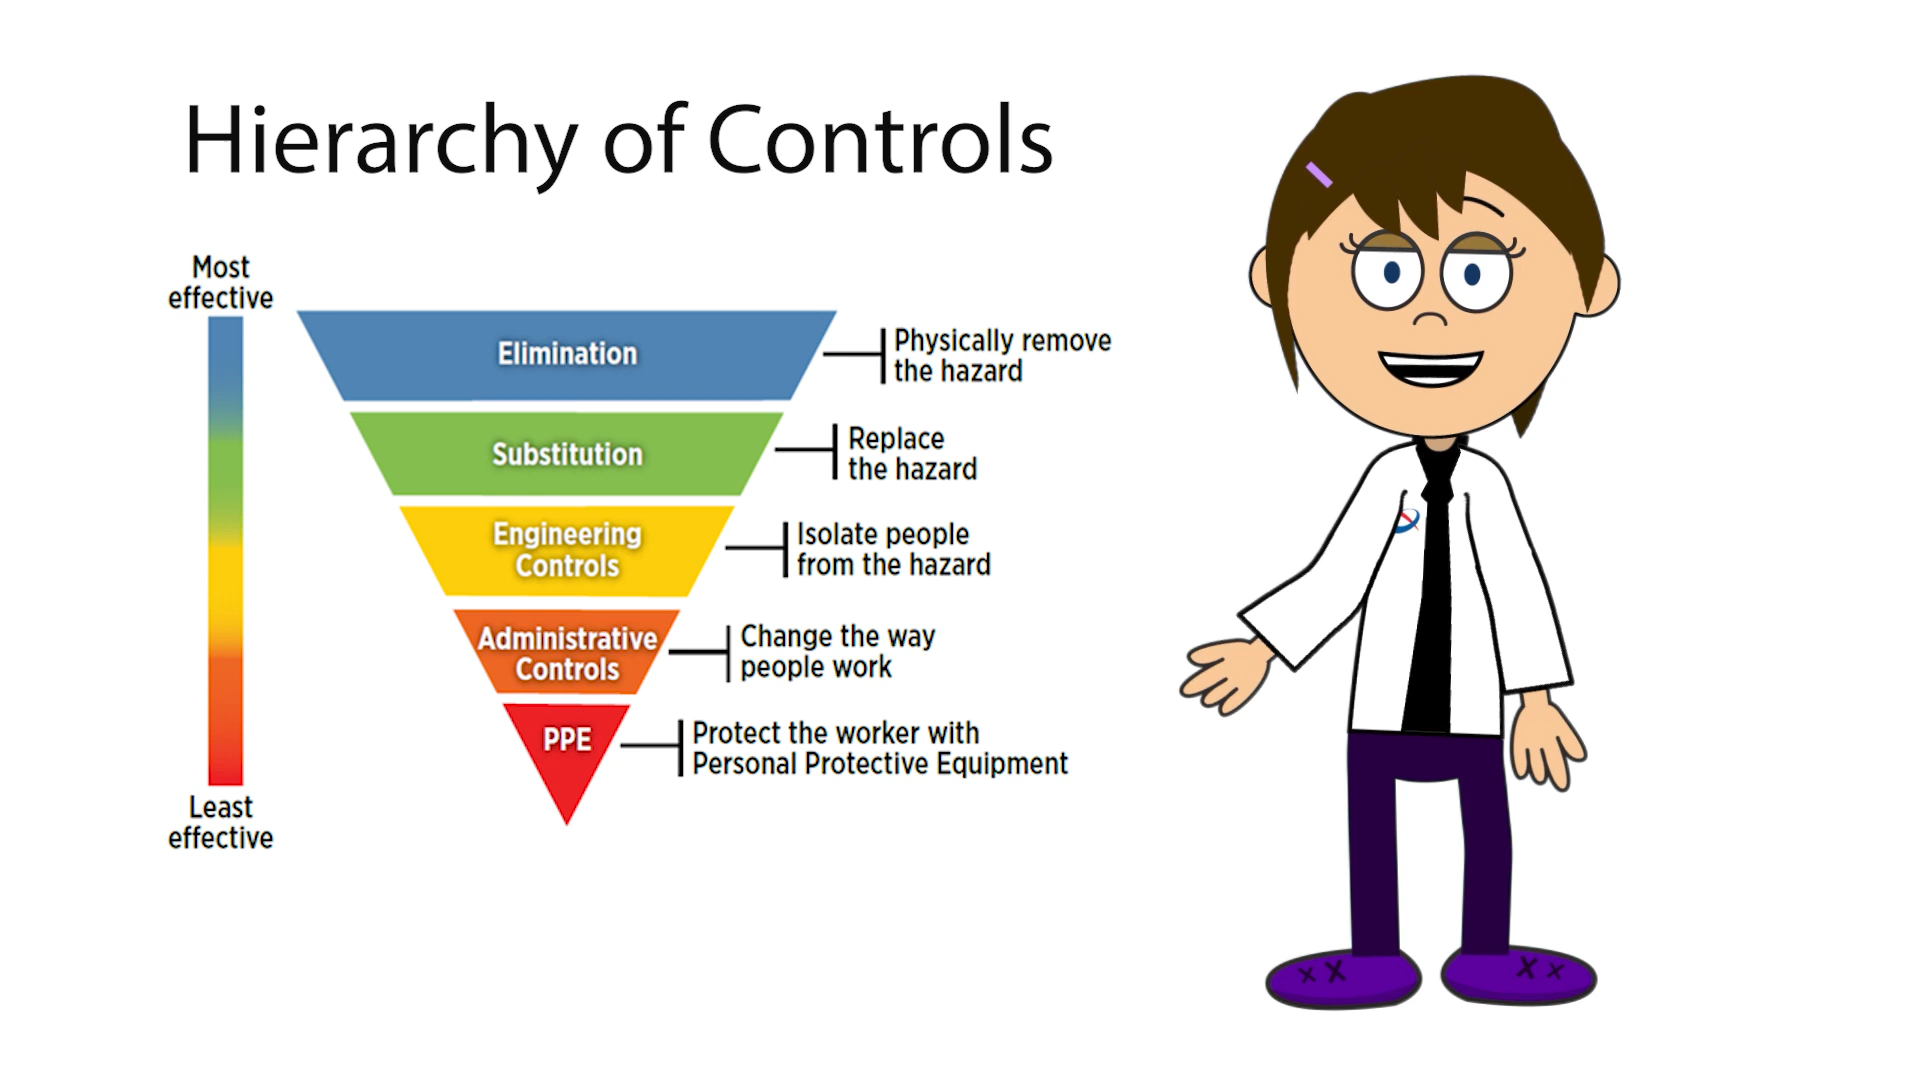 Hierarchy of Controls
Most
effective
Elimination
Physically remove
the hazard
Substitution
Replace
the hazard
Engineering
Controls
Isolate people
from the hazard
Administrative
Controls
Change the way
people work
PPE
Protect the worker with
Personal Protective Equipment
Least
effective